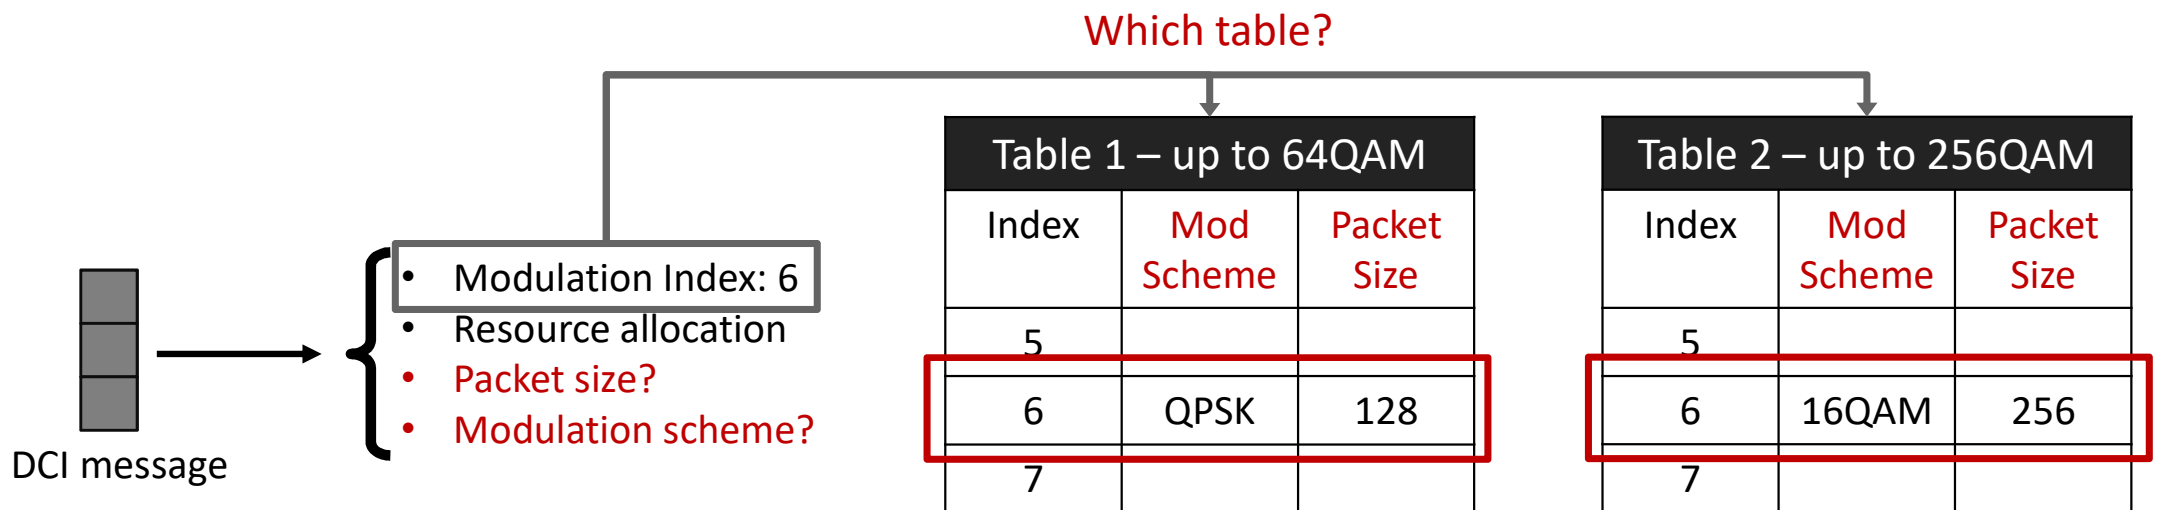 Which table?
DCI message
• Modulation Index: 6
• Resource allocation
• Packet size?
• Modulation scheme?
Table 1 – up to 64QAM
Index Mod Scheme Packet Size
5
6 QPSK 128
7
Table 2 – up to 256QAM
Index Mod Scheme Packet Size
5
6 16QAM 256
7